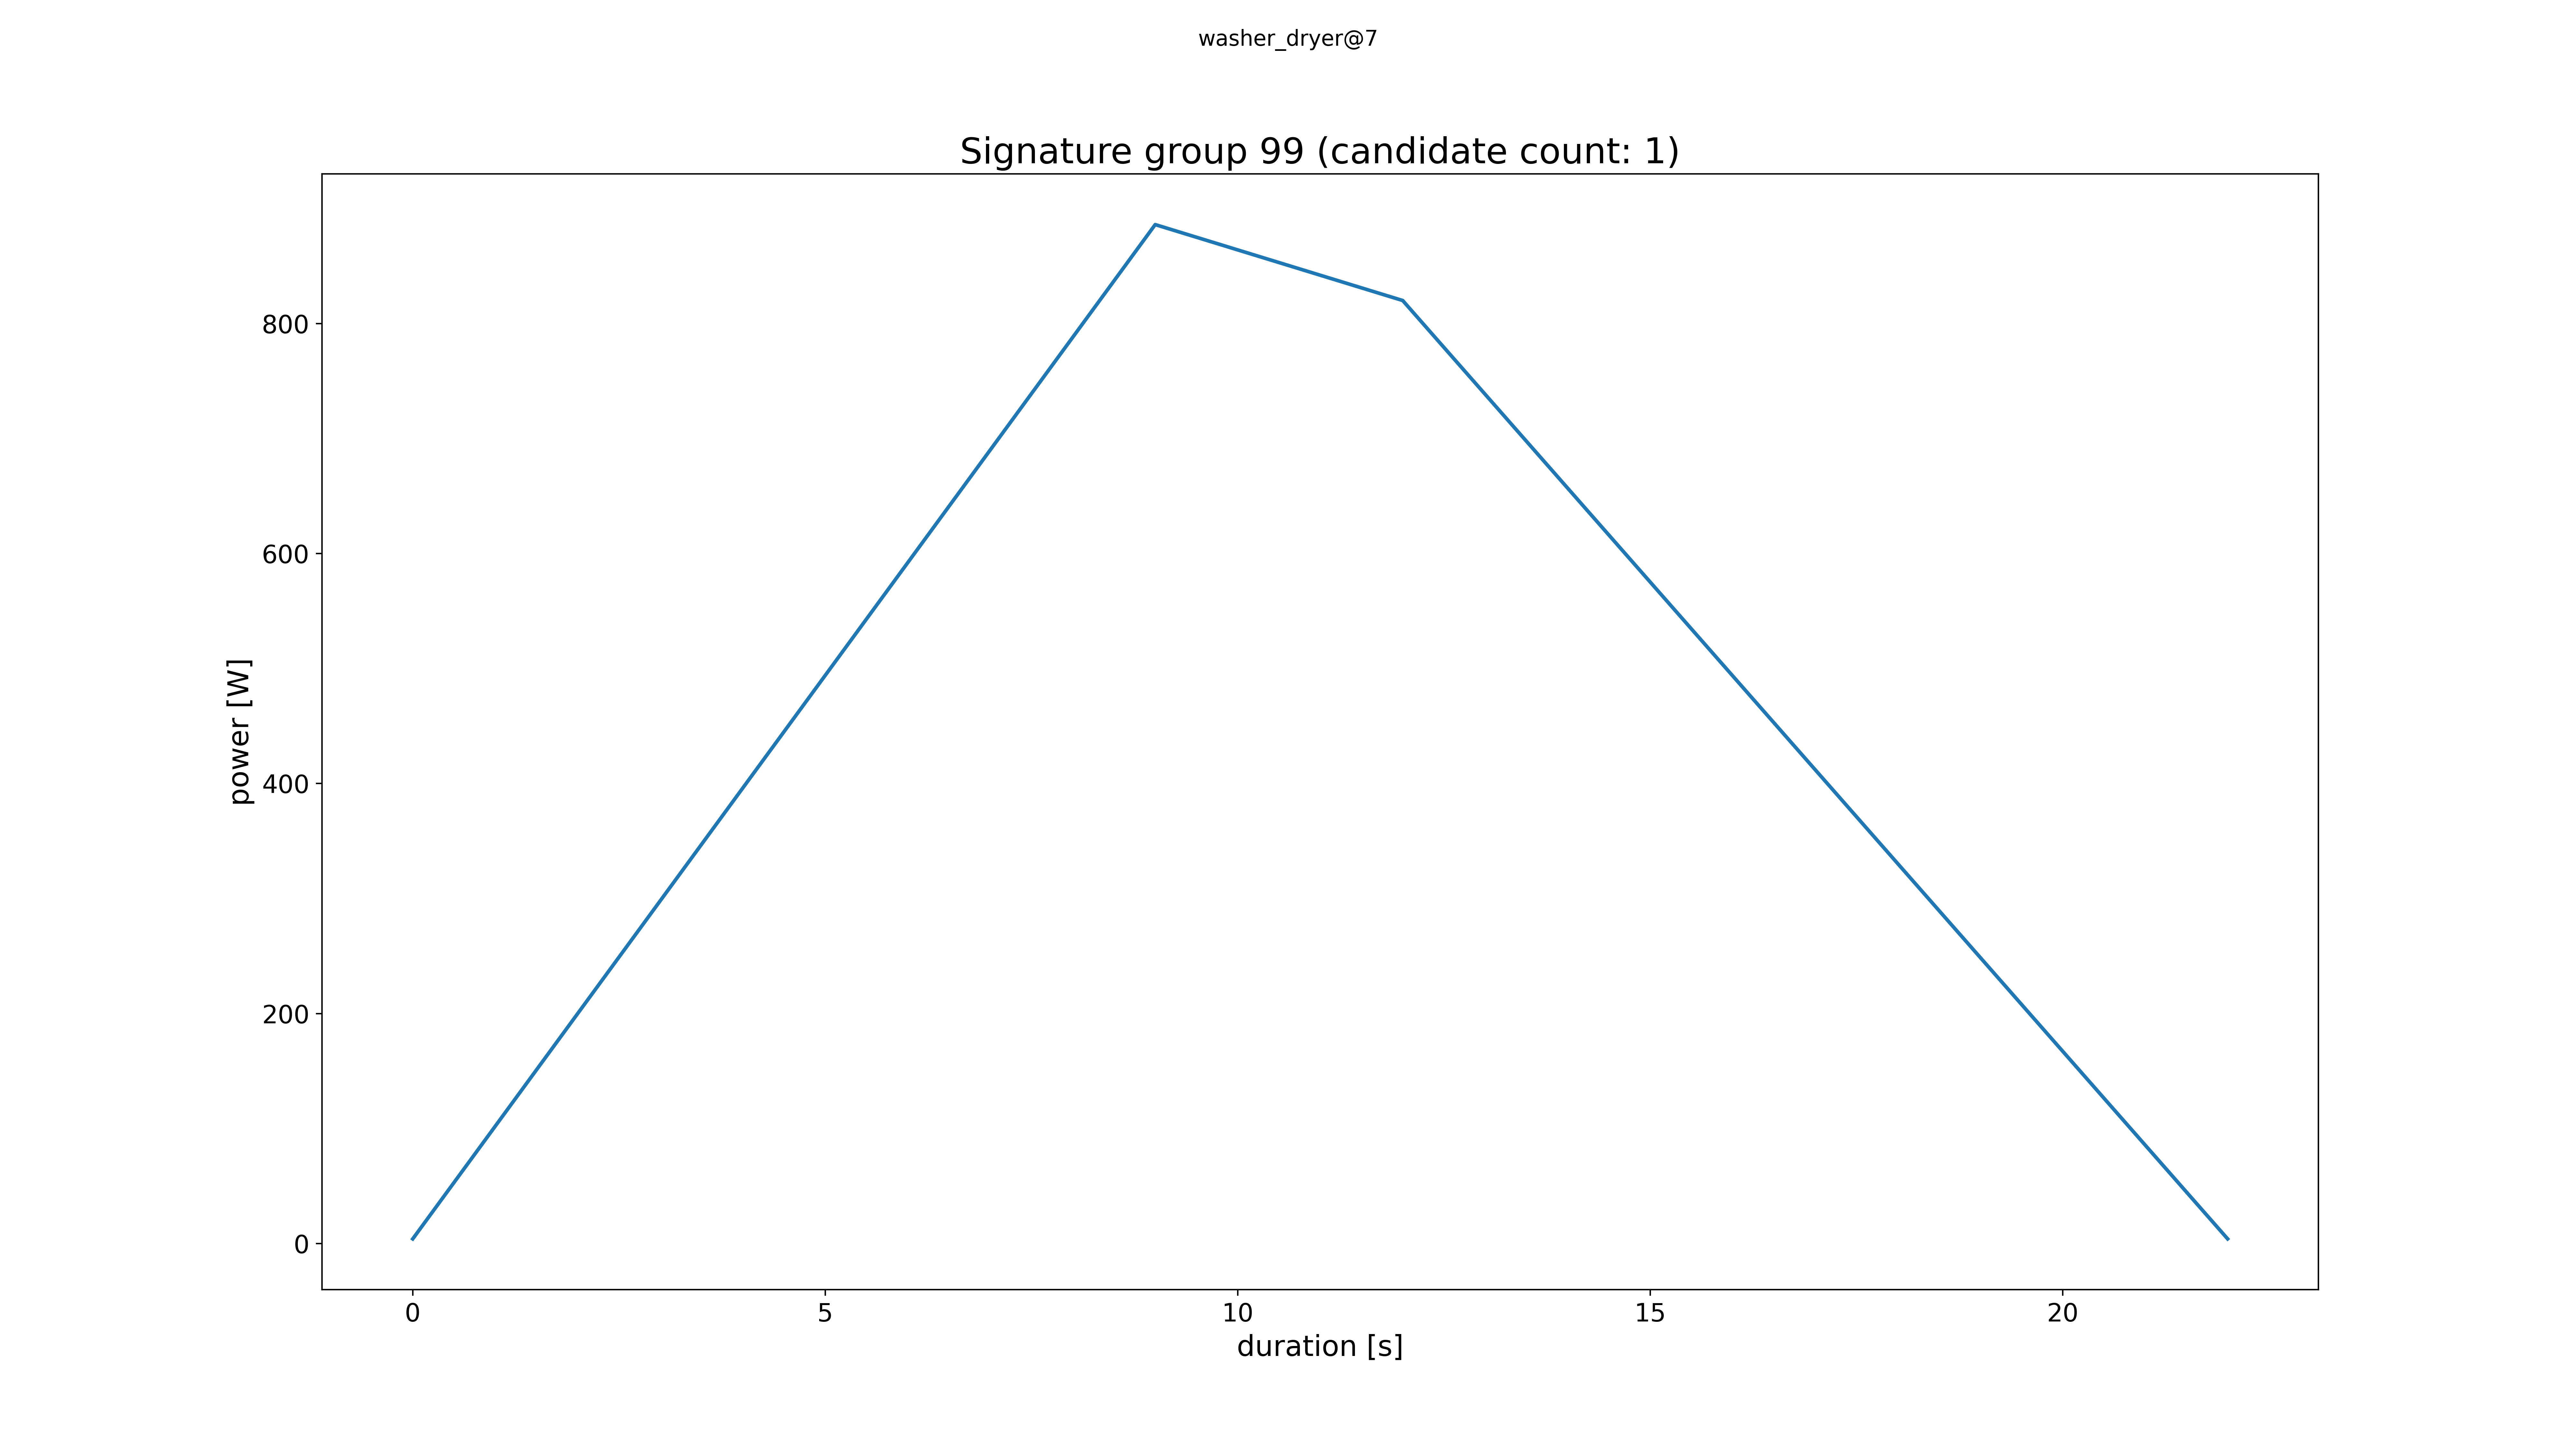 washer_dryer@7
Signature group 99 (candidate count: 1)
800
600
400
200
0
power [W]
0 5 10 15 20
duration [s]